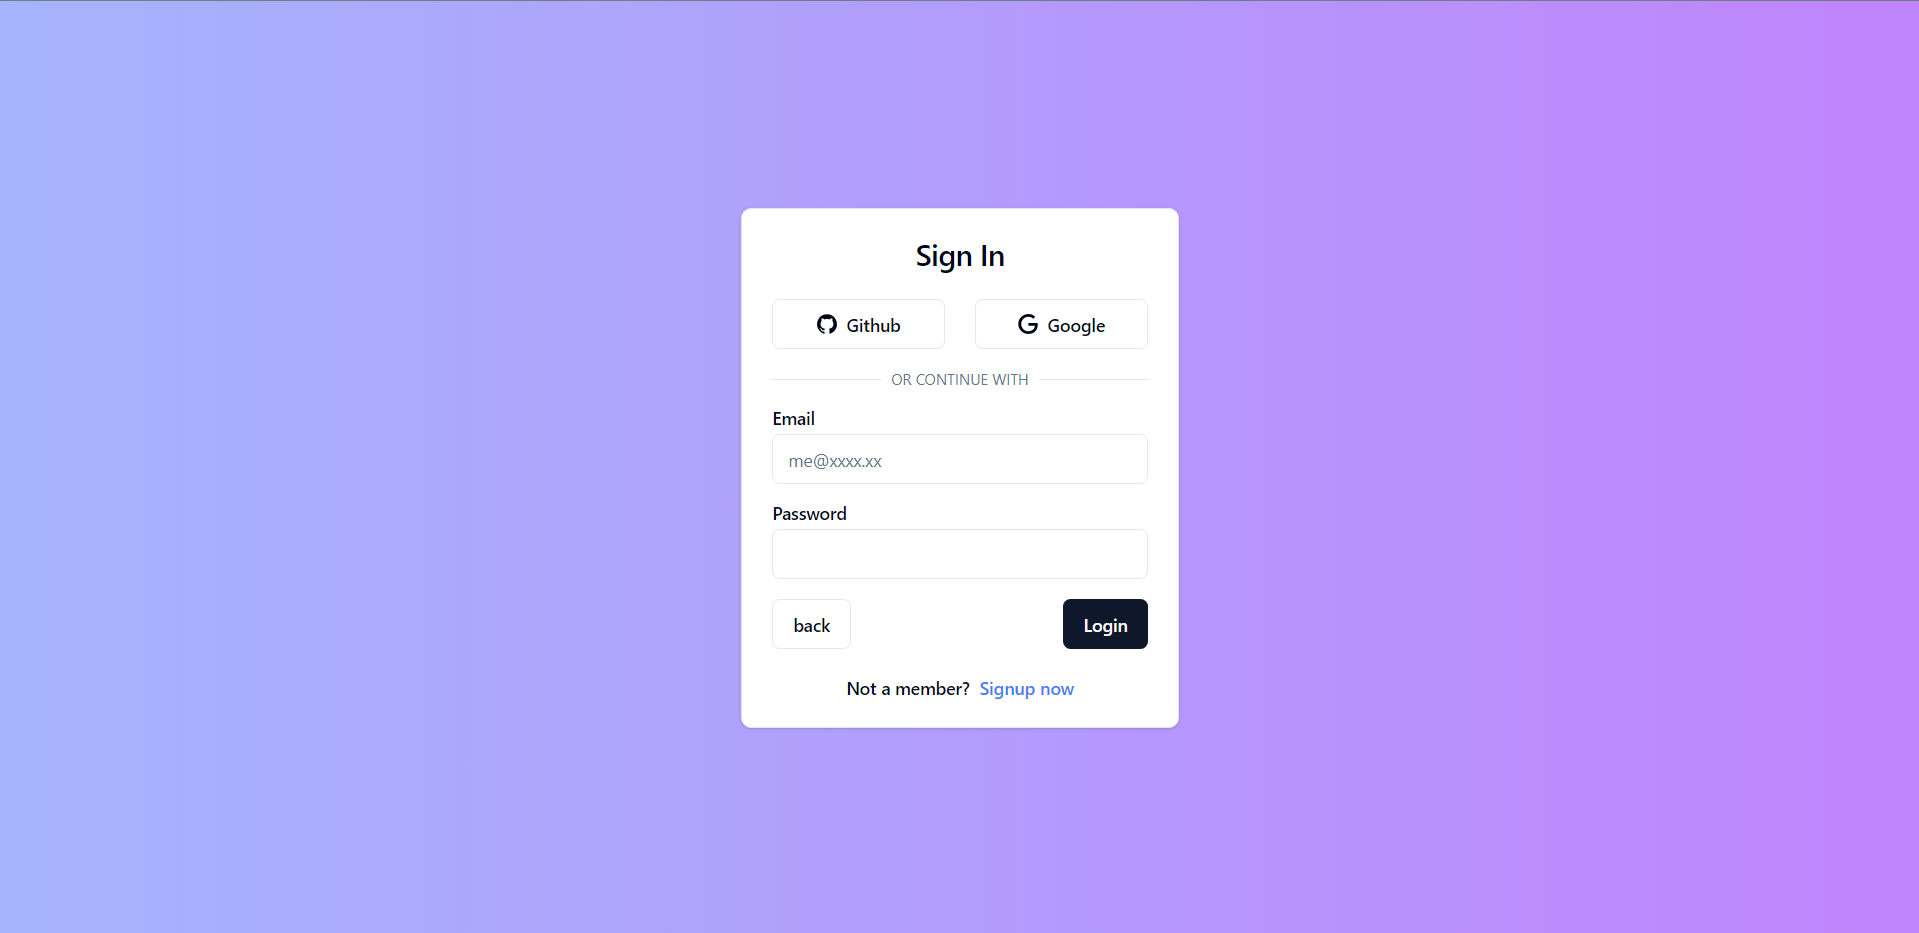 Sign In
Github Google
OR CONTINUE WITH
Email
me@xxxx.xx
Password
back Login
Not a member? Signup now